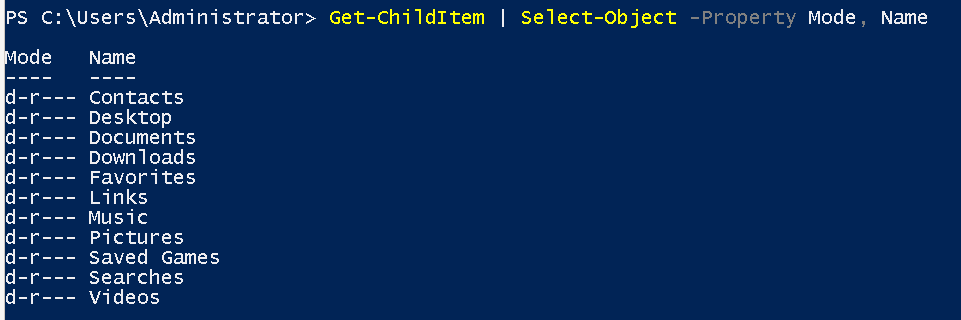 PS C:\Users\Administrator> Get-ChildItem | Select-Object -Property Mode, Name
Mode   Name
----   ----
d-r--- Contacts
d-r--- Desktop
d-r--- Documents
d-r--- Downloads
d-r--- Favorites
d-r--- Links
d-r--- Music
d-r--- Pictures
d-r--- Saved Games
d-r--- Searches
d-r--- Videos